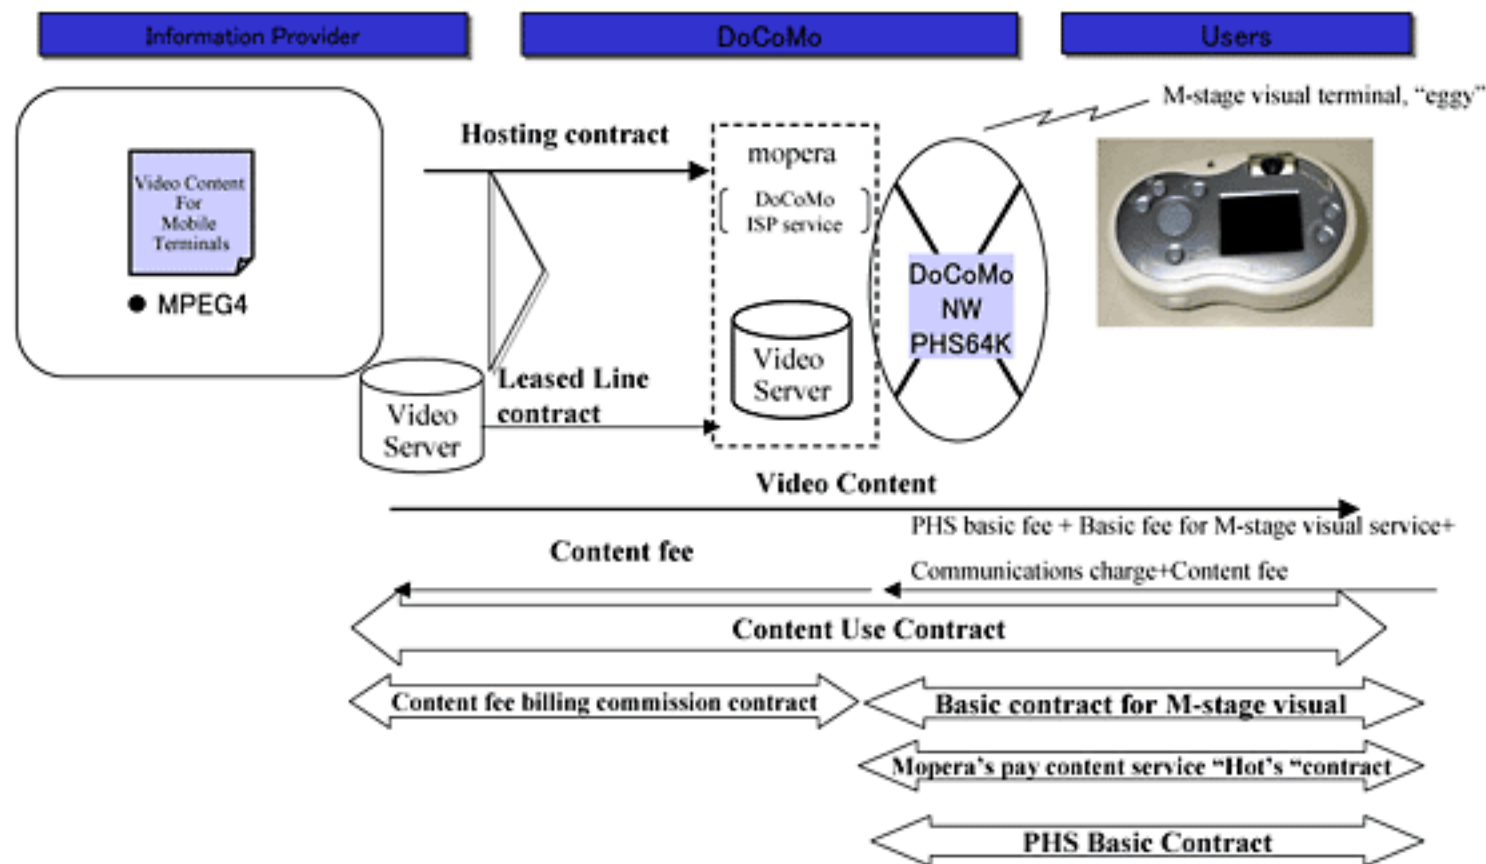 Information Provider
DoCoMo
Users
M-stage visual terminal, “eggy”
Hosting contract
mopera
DoCoMo
ISP service
Video Content
For
Mobile
Terminals
● MPEG4
DoCoMo
NW
PHS64K
Video
Server
Leased Line
contract
Video
Server
Video Content
PHS basic fee + Basic fee for M-stage visual service+
Content fee
Communications charge+Content fee
Content Use Contract
Content fee billing commission contract
Basic contract for M-stage visual
Mopera’s pay content service “Hot’s “contract
PHS Basic Contract